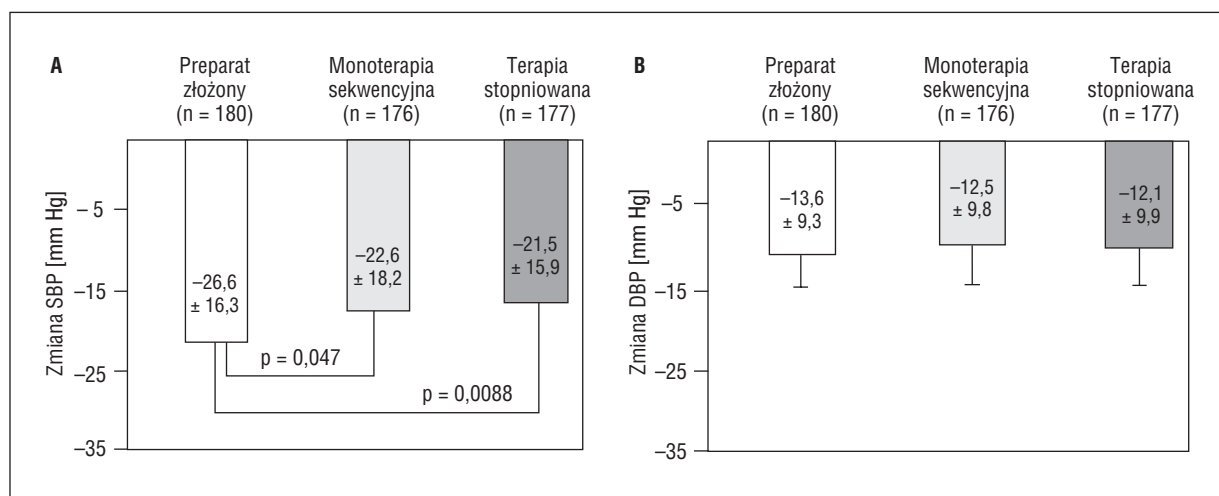 A
Preparat
złożony
(n = 180)
Monoterapia
sekwencyjna
(n = 176)
Terapia
stopniowana
(n = 177)
Zmiana SBP [mm Hg]
– 5
–15
–25
–35
–26,6
± 16,3
–22,6
± 18,2
–21,5
± 15,9
p = 0,047
p = 0,0088
B
Preparat
złożony
(n = 180)
Monoterapia
sekwencyjna
(n = 176)
Terapia
stopniowana
(n = 177)
Zmiana DBP [mm Hg]
–5
–15
–25
–35
–13,6
± 9,3
–12,5
± 9,8
–12,1
± 9,9